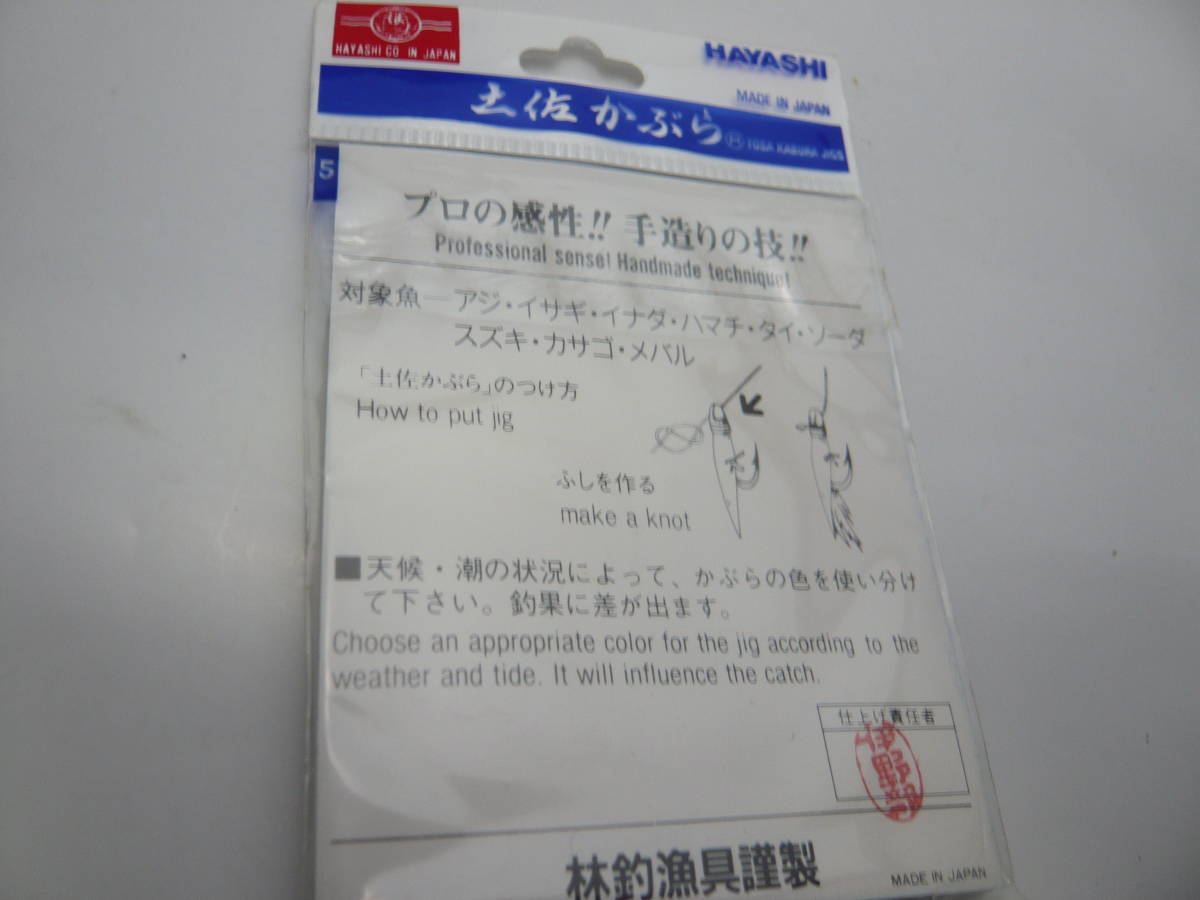 HAYASHI CO IN JAPAN
HAYASHI
MADE IN JAPAN
土佐かぶら
Ⓡ TOSA KABURA JIGS
5
プロの感性!! 手造りの技!!
Professional sense! Handmade technique!
対象魚―アジ・イサギ・イナダ・ハマチ・タイ・ソーダ
スズキ・カサゴ・メバル
「土佐かぶら」のつけ方
How to put jig
ふしを作る
make a knot
■天候・潮の状況によって、かぶらの色を使い分け
て下さい。釣果に差が出ます。
Choose an appropriate color for the jig according to the
weather and tide. It will influence the catch.
仕上げ責任者
林釣漁具謹製
MADE IN JAPAN